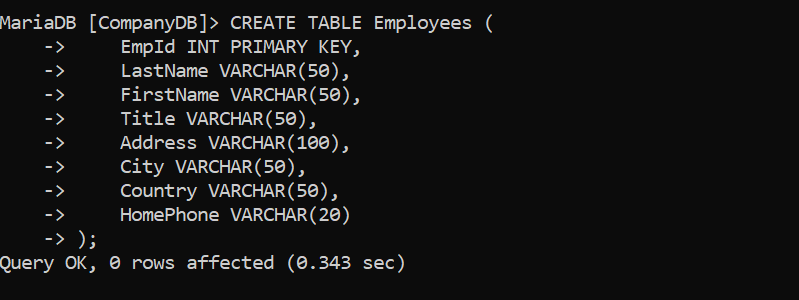 MariaDB [CompanyDB]> CREATE TABLE Employees (
    ->     EmpId INT PRIMARY KEY,
    ->     LastName VARCHAR(50),
    ->     FirstName VARCHAR(50),
    ->     Title VARCHAR(50),
    ->     Address VARCHAR(100),
    ->     City VARCHAR(50),
    ->     Country VARCHAR(50),
    ->     HomePhone VARCHAR(20)
    -> );
Query OK, 0 rows affected (0.343 sec)